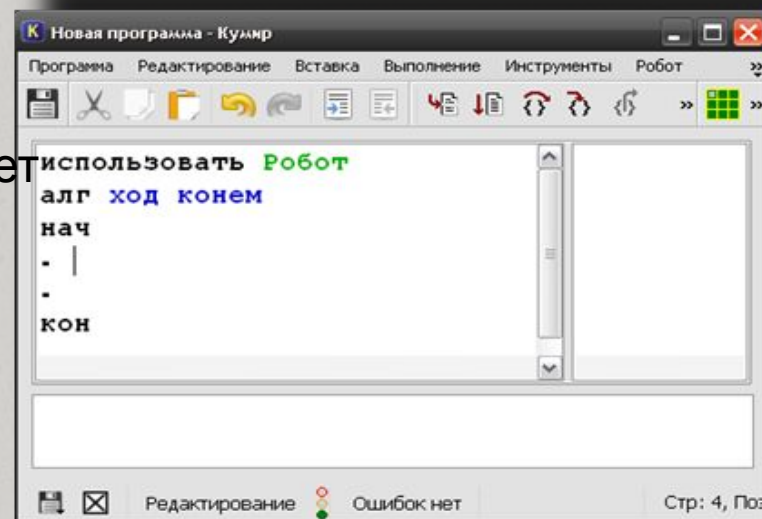 Новая программа - Кумир
Программа Редактирование Вставка Выполнение Инструменты Робот »
ет
использовать Робот
алг ход конем
нач
-
-
кон
Редактирование Ошибок нет Стр: 4, Поз